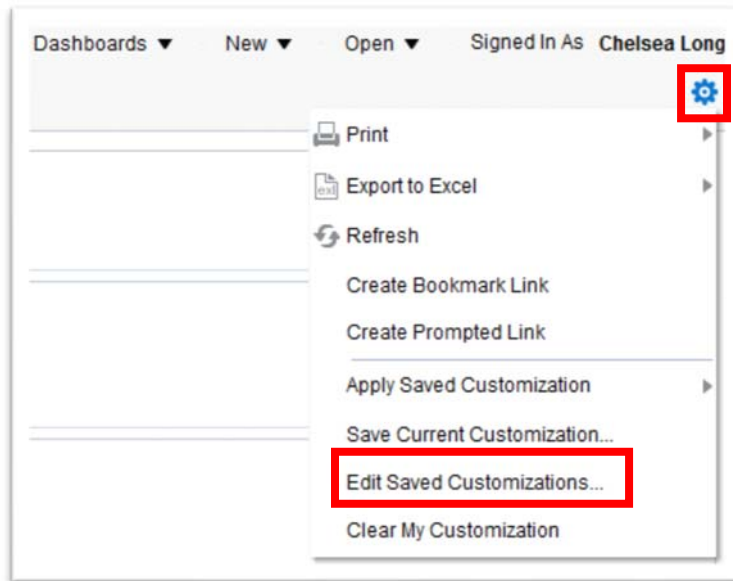 Dashboards ▼ New ▼ Open ▼ Signed In As Chelsea Long
Print
Export to Excel
Refresh
Create Bookmark Link
Create Prompted Link
Apply Saved Customization
Save Current Customization...
Edit Saved Customizations...
Clear My Customization